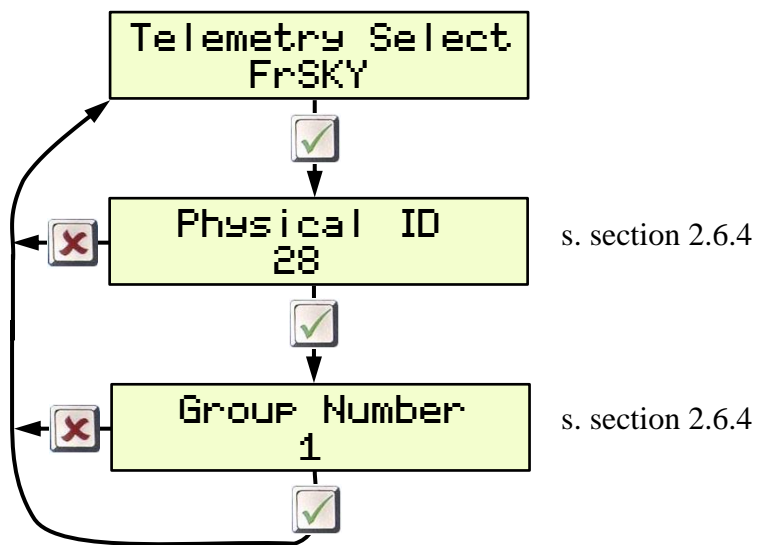 Telemetry Select
FrSKY
Physical ID
28
s. section 2.6.4
Group Number
1
s. section 2.6.4